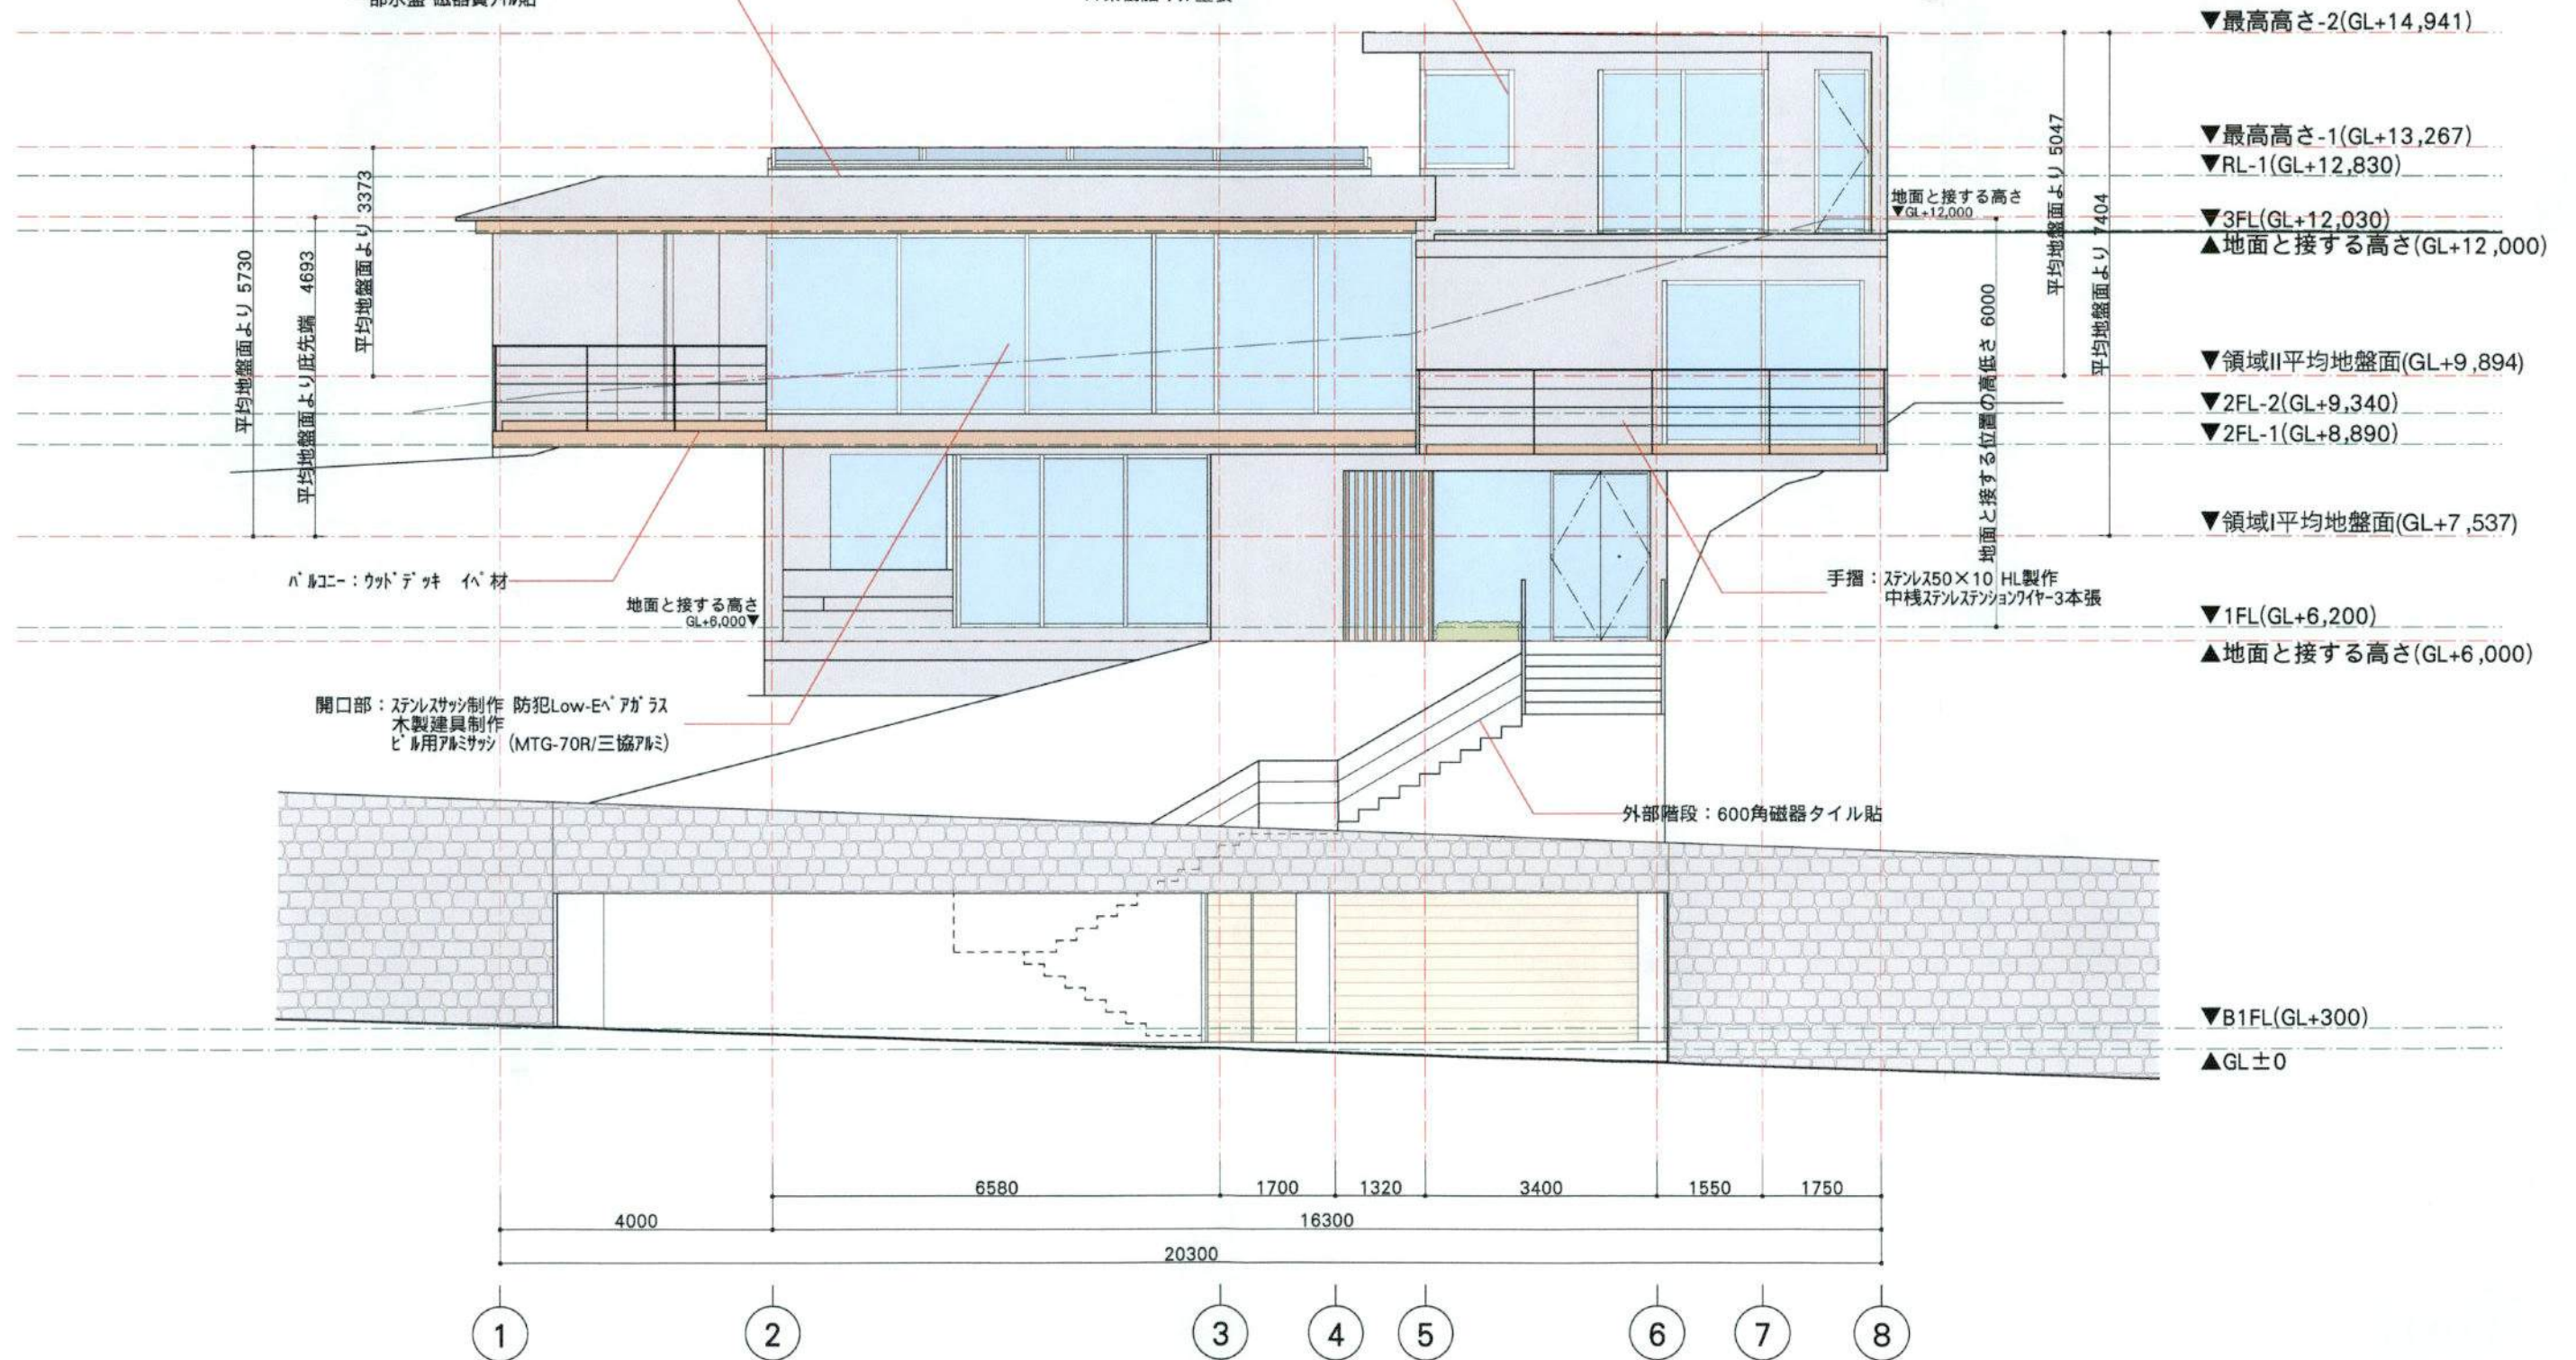 ▼最高高さ-2(GL+14,941)
▼最高高さ-1(GL+13,267)
▼RL-1(GL+12,830)
地面と接する高さ
▼GL+12,000
▼3FL(GL+12,030)
▲地面と接する高さ(GL+12,000)
平均地盤面より 5730
平均地盤面より庇先端 4693
平均地盤面より 3373
平均地盤面より 5047
平均地盤面より 7404
地面と接する位置の高低さ 6000
▼領域II平均地盤面(GL+9,894)
▼2FL-2(GL+9,340)
▼2FL-1(GL+8,890)
▼領域I平均地盤面(GL+7,537)
バルコニー：ウッドデッキ イペ材
手摺：ステンレス50×10 HL製作
中桟ステンレステンションワイヤー3本張
地面と接する高さ
GL+6,000▼
▼1FL(GL+6,200)
▲地面と接する高さ(GL+6,000)
開口部：ステンレスサッシ制作 防犯Low-Eペアガラス
木製建具制作
ビル用アルミサッシ（MTG-70R/三協アルミ）
外部階段：600角磁器タイル貼
▼B1FL(GL+300)
▲GL±0
6580 1700 1320 3400 1550 1750
4000 16300
20300
1 2 3 4 5 6 7 8